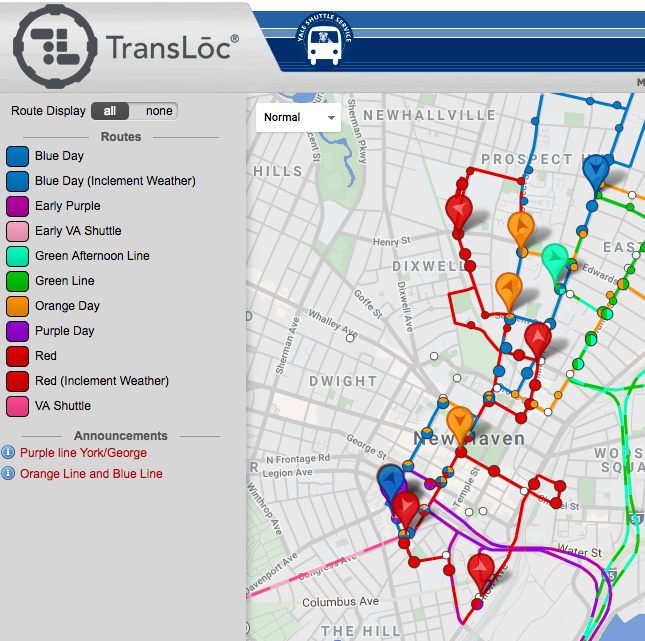 TransLōc®
YALE SHUTTLE SERVICE
M
Route Display all none
Routes
Blue Day
Blue Day (Inclement Weather)
Early Purple
Early VA Shuttle
Green Afternoon Line
Green Line
Orange Day
Purple Day
Red
Red (Inclement Weather)
VA Shuttle
Announcements
Purple line York/George
Orange Line and Blue Line
Normal
NEWHALLVILLE
Sherman Pkwy
PROSPECT H
HILLS
Henry St
EAST
DIXWELL
Edwards
Goffe St
Dixwell Ave
Whalley Ave
Sherman Ave
DWIGHT
New Haven
George St
N Frontage Rd
Legion Ave
WOOS
SQUA
Temple St
Winthrop Ave
Davenport Ave
Congress Ave
Water St
Columbus Ave
THE HILL